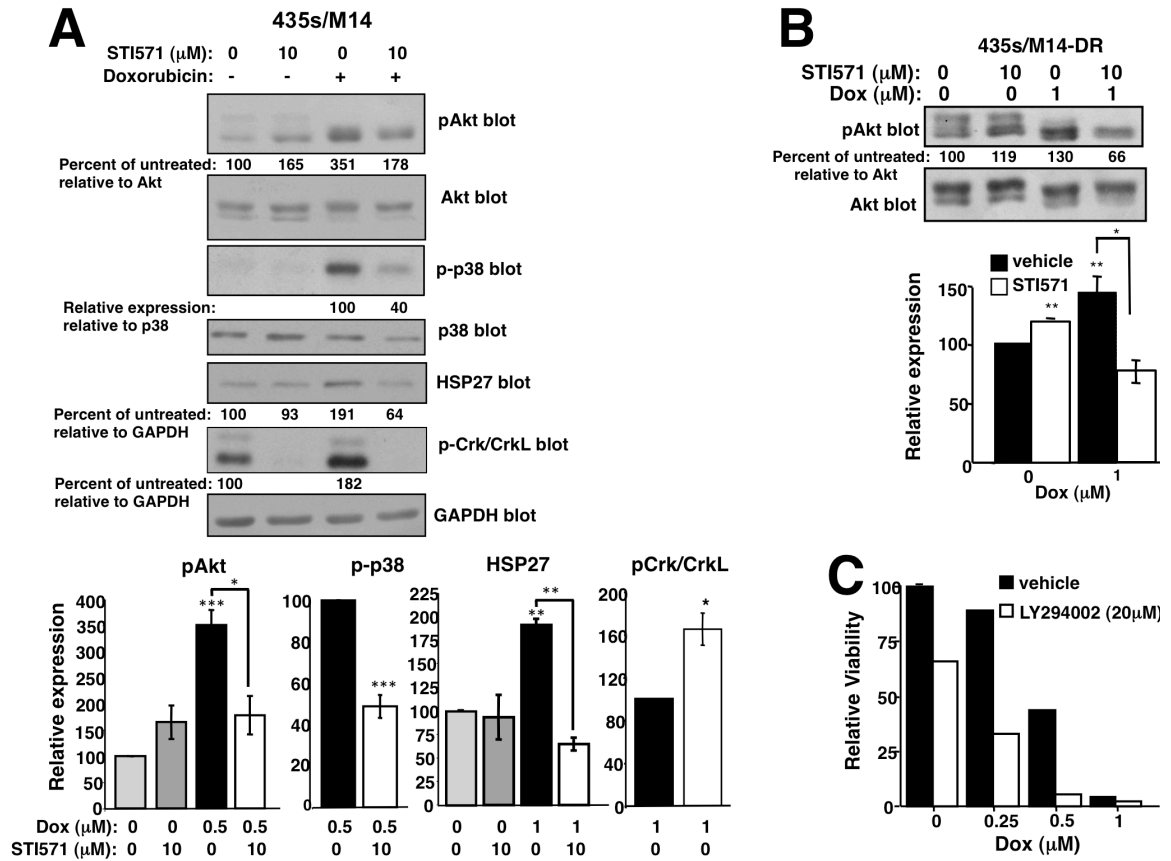 A
435s/M14
STI571 (µM): 0 10 0 10
Doxorubicin: - - + +
pAkt blot
Percent of untreated: 100 165 351 178
relative to Akt
Akt blot
p-p38 blot
Relative expression: 100 40
relative to p38
p38 blot
HSP27 blot
Percent of untreated: 100 93 191 64
relative to GAPDH
p-Crk/CrkL blot
Percent of untreated: 100 182
relative to GAPDH
GAPDH blot
pAkt
Relative expression
400
350
300
250
200
150
100
50
0
***
*
p-p38
100
80
60
40
20
0
***
HSP27
225
200
175
150
125
100
75
50
25
0
**
**
pCrk/CrkL
200
160
120
80
40
0
*
Dox (µM): 0 0 0.5 0.5 0.5 0.5 0 0 1 1 1 1
STI571 (µM): 0 10 0 10 0 10 0 10 0 10 0 0
B
435s/M14-DR
STI571 (µM): 0 10 0 10
Dox (µM): 0 0 1 1
pAkt blot
Percent of untreated: 100 119 130 66
relative to Akt
Akt blot
vehicle
STI571
Relative expression
150
100
50
0
**
**
*
0 1
Dox (µM)
C
vehicle
LY294002 (20µM)
Relative Viability
100
75
50
25
0
0 0.25 0.5 1
Dox (µM)